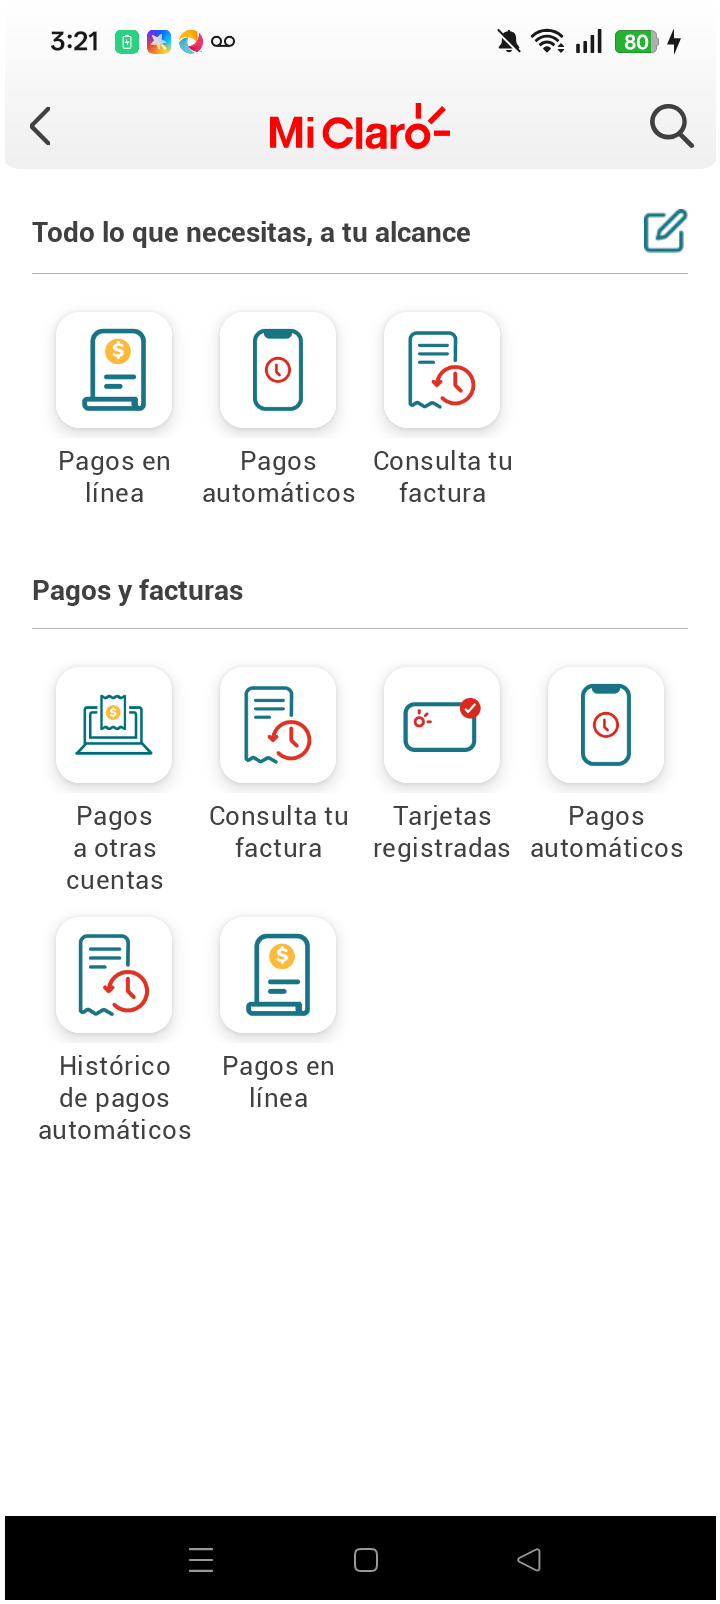 3:21
80
Mi Claro
Todo lo que necesitas, a tu alcance
Pagos en
línea
Pagos
automáticos
Consulta tu
factura
Pagos y facturas
Pagos
a otras
cuentas
Consulta tu
factura
Tarjetas
registradas
Pagos
automáticos
Histórico
de pagos
automáticos
Pagos en
línea